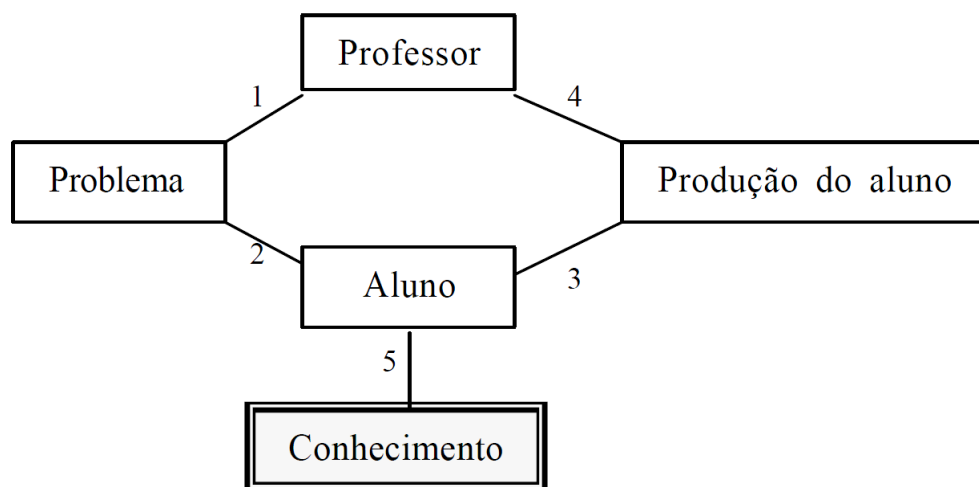 Professor
1
4
Problema
Produção do aluno
2
3
Aluno
5
Conhecimento